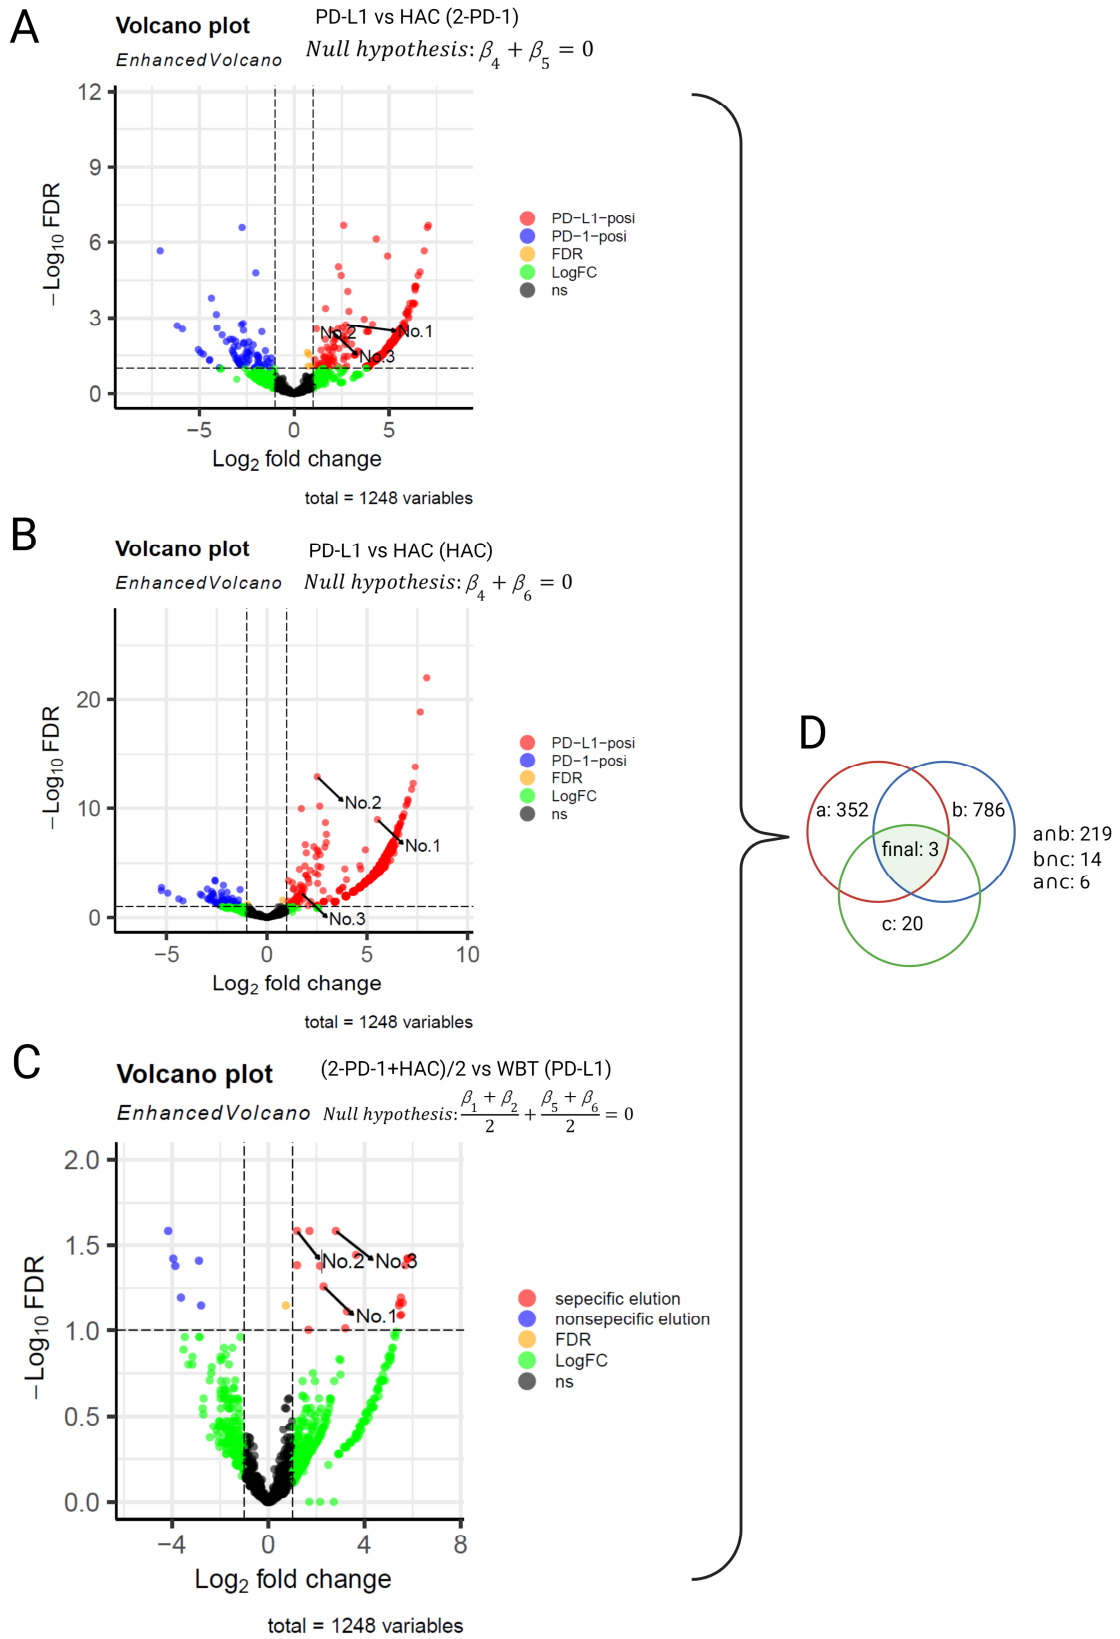 A
Volcano plot
PD-L1 vs HAC (2-PD-1)
EnhancedVolcano
Null hypothesis: β4 + β5 = 0
12
9
6
3
0
−Log10 FDR
No.2
No.1
No.3
−5
0
5
Log2 fold change
total = 1248 variables
PD−L1−posi
PD−1−posi
FDR
LogFC
ns
B
Volcano plot
PD-L1 vs HAC (HAC)
EnhancedVolcano
Null hypothesis: β4 + β6 = 0
20
10
0
−Log10 FDR
No.2
No.1
No.3
−5
0
5
10
Log2 fold change
total = 1248 variables
PD−L1−posi
PD−1−posi
FDR
LogFC
ns
C
Volcano plot
(2-PD-1+HAC)/2 vs WBT (PD-L1)
EnhancedVolcano
Null hypothesis: β1 + β2 / 2 + β5 + β6 / 2 = 0
2.0
1.5
1.0
0.5
0.0
−Log10 FDR
No.2
No.3
No.1
−4
0
4
8
Log2 fold change
total = 1248 variables
sepecific elution
nonsepecific elution
FDR
LogFC
ns
D
a: 352
b: 786
final: 3
c: 20
a∩b: 219
b∩c: 14
a∩c: 6